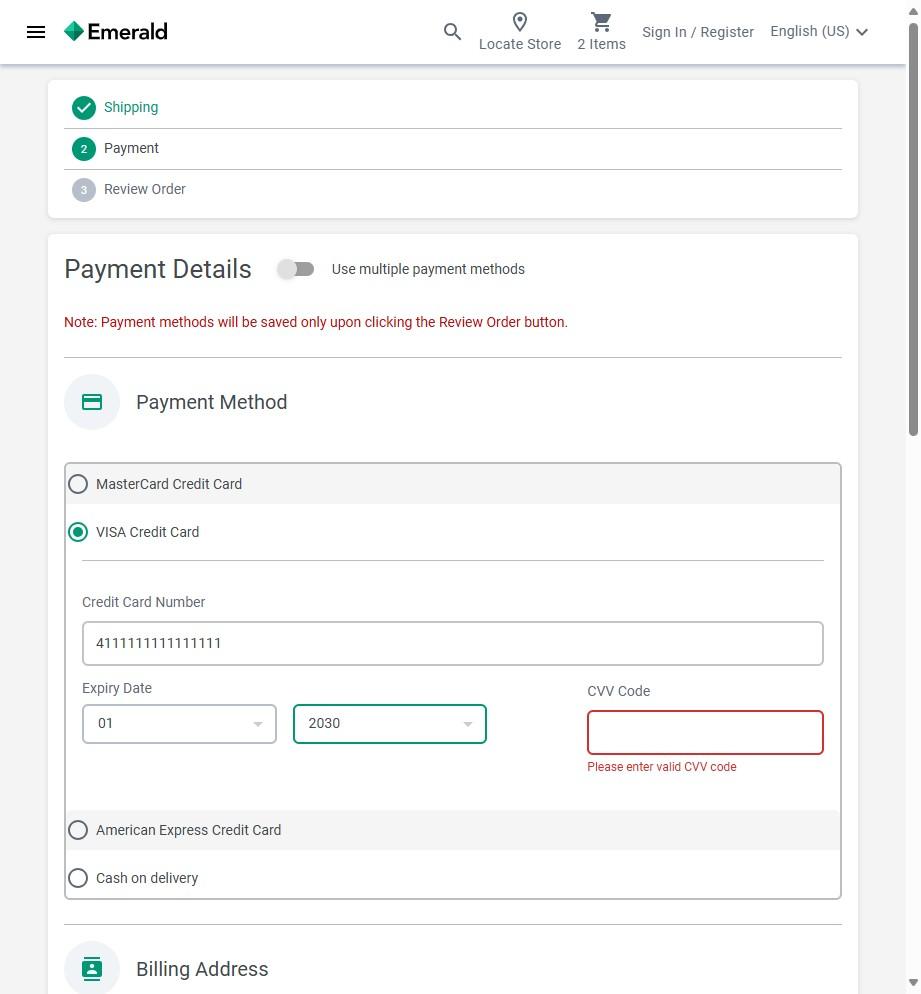 Emerald
Locate Store
2 Items
Sign In / Register
English (US)
Shipping
2 Payment
3 Review Order
Payment Details
Use multiple payment methods
Note: Payment methods will be saved only upon clicking the Review Order button.
Payment Method
MasterCard Credit Card
VISA Credit Card
Credit Card Number
4111111111111111
Expiry Date
CVV Code
01
2030
Please enter valid CVV code
American Express Credit Card
Cash on delivery
Billing Address